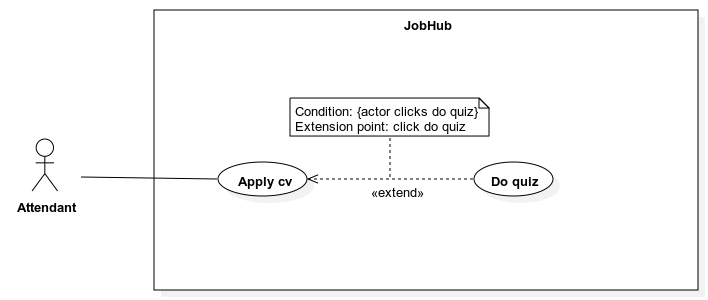 JobHub
Condition: {actor clicks do quiz}
Extension point: click do quiz
Apply cv
Do quiz
«extend»
Attendant